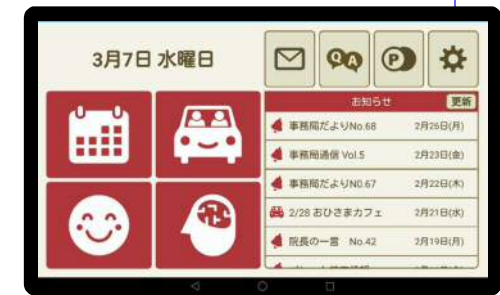 3月7日 水曜日
Q A
P
お知らせ 更新
事務局だよりNo.68 2月26日(月)
事務局通信 Vol.5 2月23日(金)
事務局だよりN0.67 2月22日(木)
2/28 おひさまカフェ 2月21日(水)
院長の一言 No.42 2月19日(月)